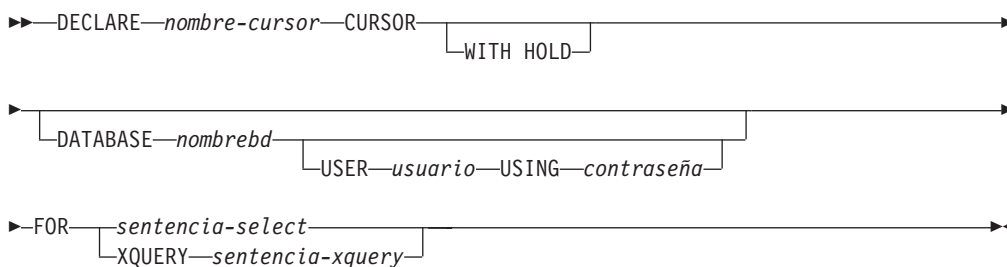 DECLARE nombre-cursor CURSOR
WITH HOLD
DATABASE nombrebd
USER usuario USING contraseña
FOR sentencia-select
XQUERY sentencia-xquery